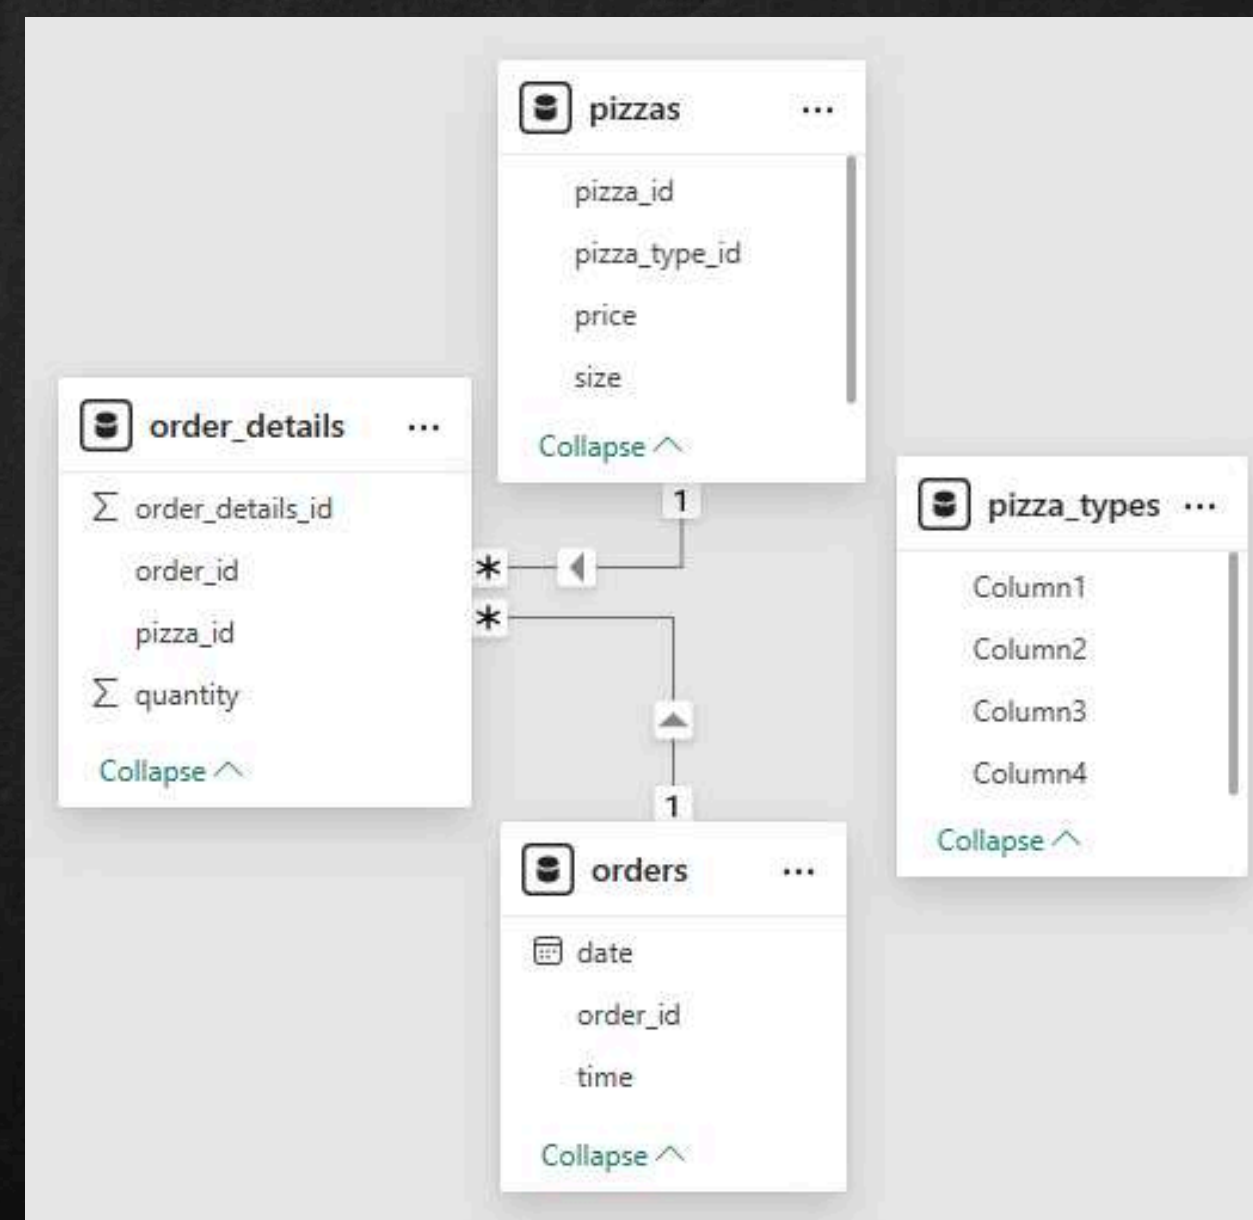 pizzas ...
pizza_id
pizza_type_id
price
size
Collapse
1
order_details ...
Σ order_details_id
order_id
pizza_id
Σ quantity
Collapse
*
*
1
pizza_types ...
Column1
Column2
Column3
Column4
Collapse
orders ...
date
order_id
time
Collapse